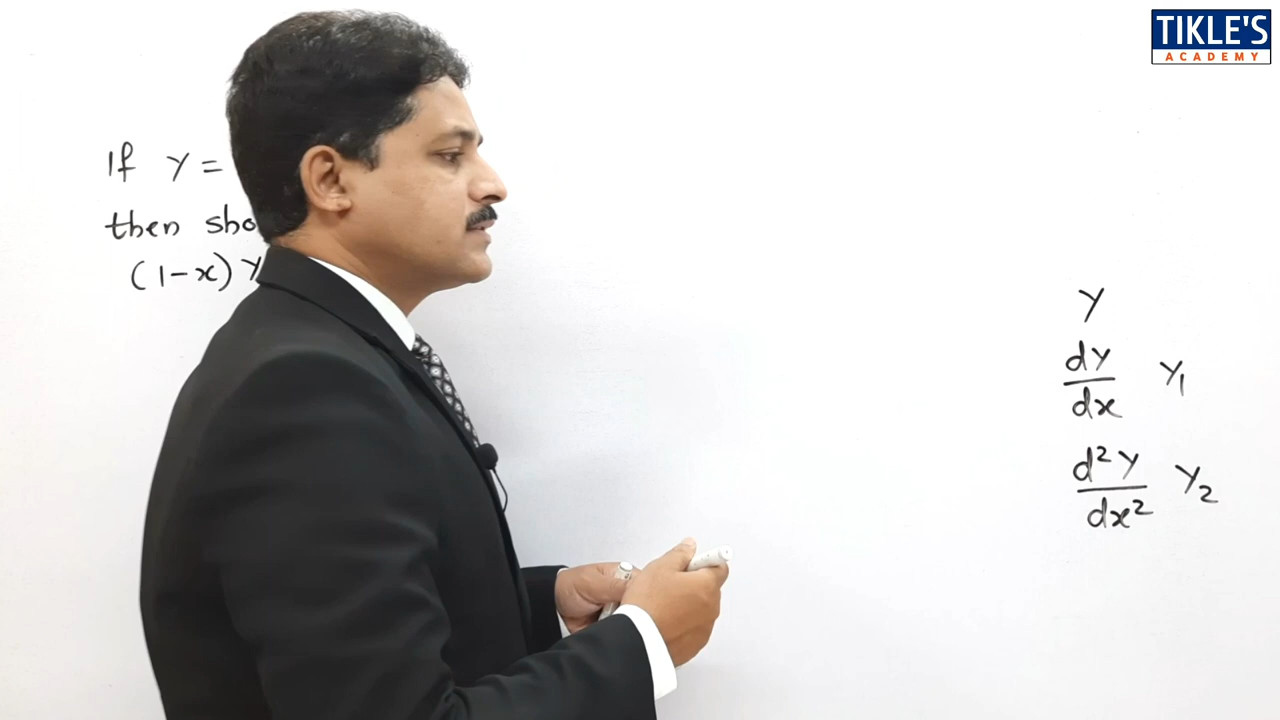 TIKLE'S
ACADEMY
If y =
then sho
(1-x) y
y
dy/dx y₁
d²y/dx² y₂